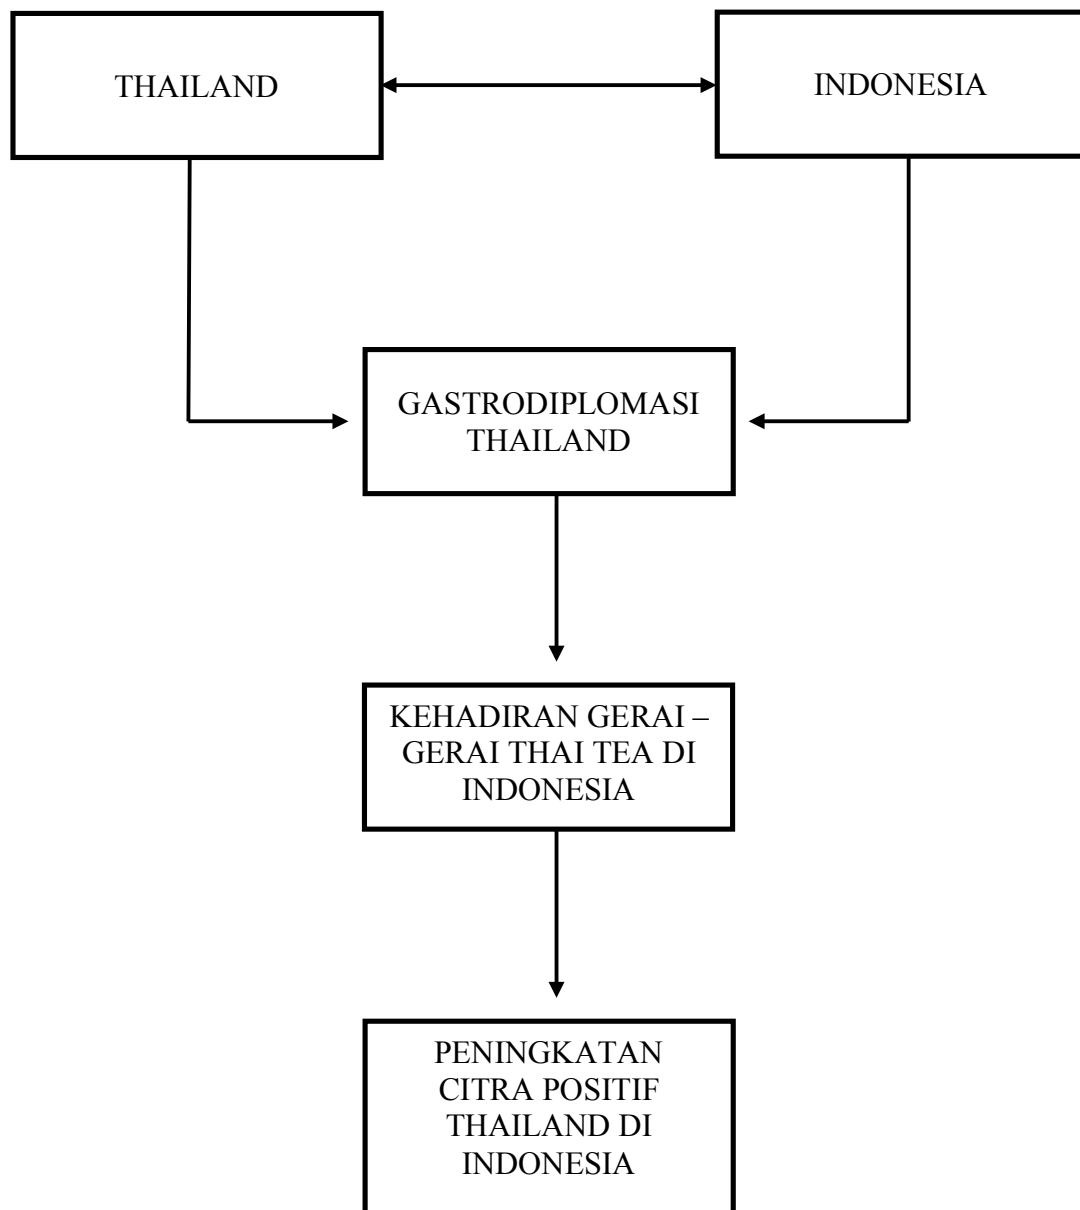 THAILAND
INDONESIA
GASTRODIPLOMASI
THAILAND
KEHADIRAN GERAI –
GERAI THAI TEA DI
INDONESIA
PENINGKATAN
CITRA POSITIF
THAILAND DI
INDONESIA